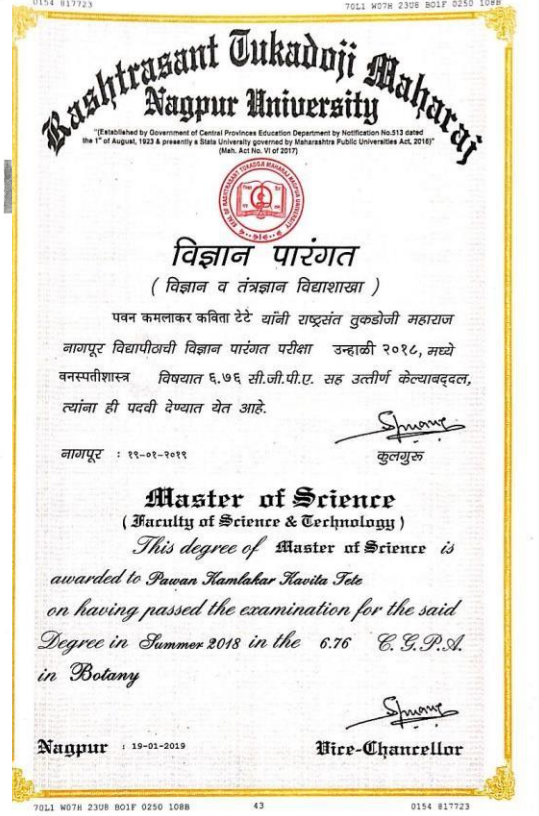 0154 817723
70L1 W07H 2308 B01F 0250 108B
Rashtrasant Tukadoji Maharaj
Nagpur University
"(Established by Government of Central Provinces Education Department by Notification No.513 dated
the 1st of August, 1923 & presently a State University governed by Maharashtra Public Universities Act, 2016)"
(Mah. Act No. VI of 2017)
विज्ञान पारंगत
( विज्ञान व तंत्रज्ञान विद्याशाखा )
पवन कमलाकर कविता टेटे यांनी राष्ट्रसंत तुकडोजी महाराज
नागपूर विद्यापीठाची विज्ञान पारंगत परीक्षा उन्हाळी २०१८, मध्ये
वनस्पतीशास्त्र विषयात ६.७६ सी.जी.पी.ए. सह उत्तीर्ण केल्याबद्दल,
त्यांना ही पदवी देण्यात येत आहे.
नागपूर : १९-०१-२०१९
कुलगुरू
Master of Science
( Faculty of Science & Technology )
This degree of Master of Science is
awarded to Pawan Kamlakar Kavita Tete
on having passed the examination for the said
Degree in Summer 2018 in the 6.76 C. G. P. A.
in Botany
Nagpur : 19-01-2019
Vice-Chancellor
70L1 W07H 2308 B01F 0250 108B
43
0154 817723